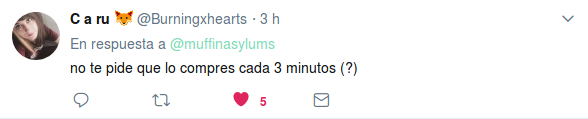 C a ru 🦊 @Burningxhearts · 3 h
En respuesta a @muffinasylums
no te pide que lo compres cada 3 minutos (?)
5